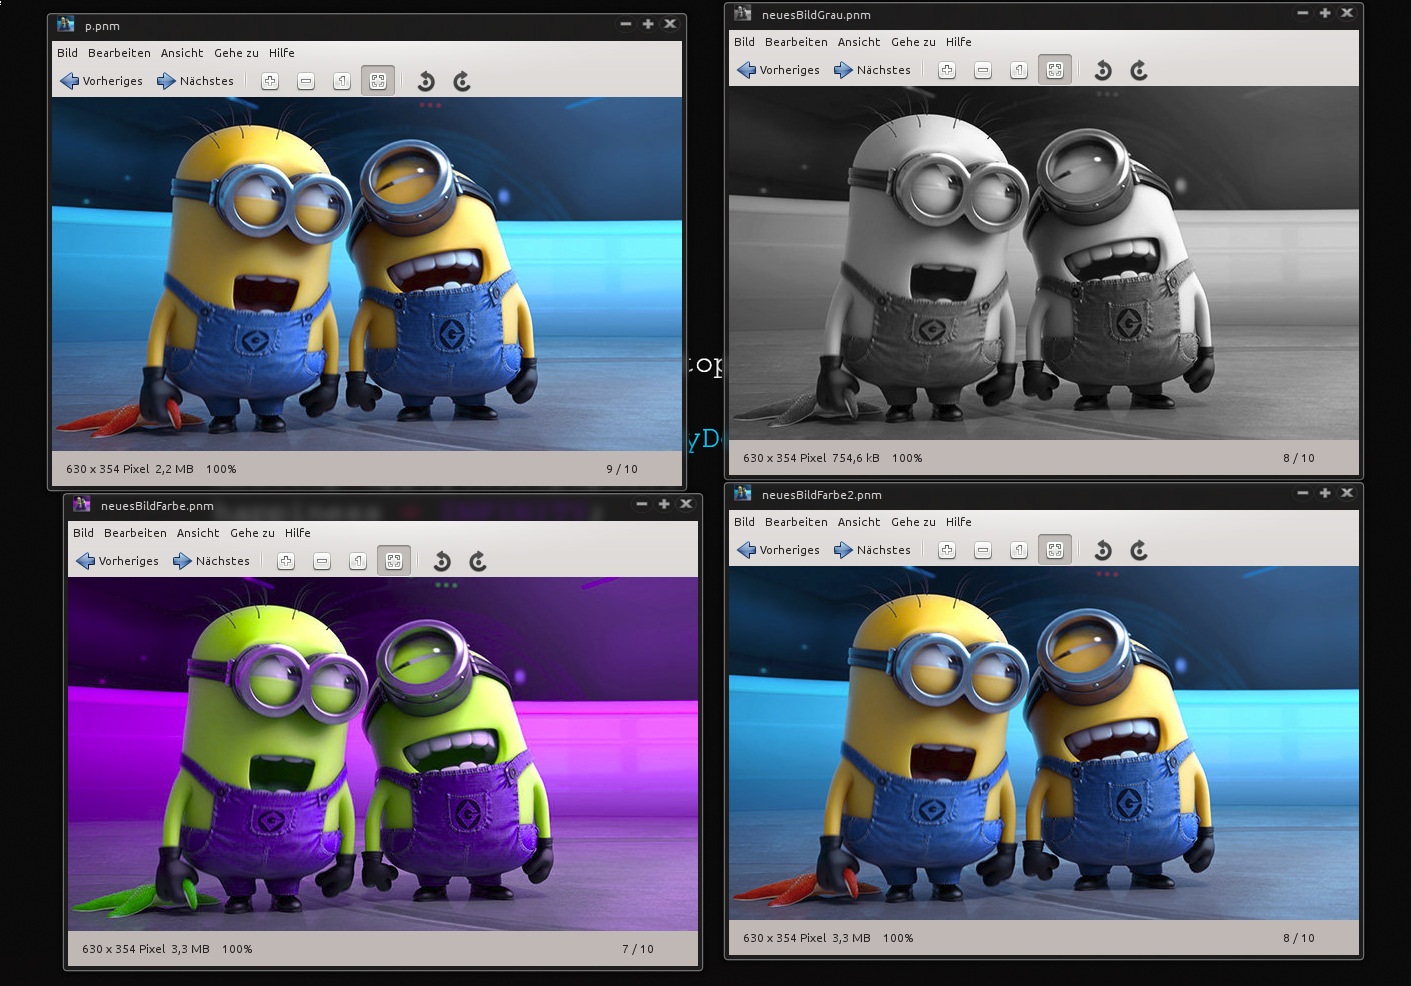 p.pnm
Bild Bearbeiten Ansicht Gehe zu Hilfe
Vorheriges Nächstes
630 x 354 Pixel 2,2 MB 100% 9 / 10
neuesBildGrau.pnm
Bild Bearbeiten Ansicht Gehe zu Hilfe
Vorheriges Nächstes
630 x 354 Pixel 754,6 kB 100% 8 / 10
top
yD
neuesBildFarbe.pnm
Bild Bearbeiten Ansicht Gehe zu Hilfe
Vorheriges Nächstes
630 x 354 Pixel 3,3 MB 100% 7 / 10
neuesBildFarbe2.pnm
Bild Bearbeiten Ansicht Gehe zu Hilfe
Vorheriges Nächstes
630 x 354 Pixel 3,3 MB 100% 8 / 10